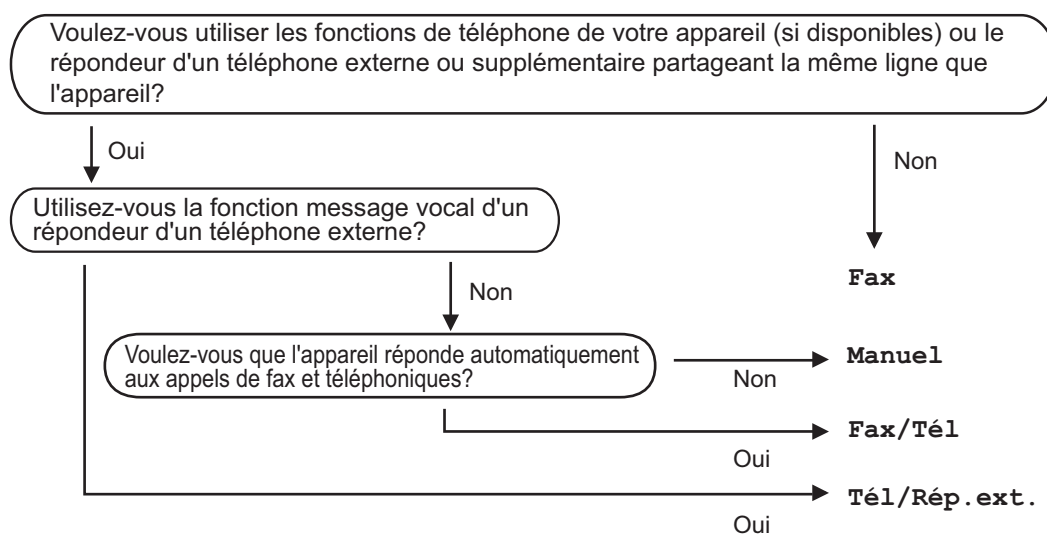 Voulez-vous utiliser les fonctions de téléphone de votre appareil (si disponibles) ou le
répondeur d'un téléphone externe ou supplémentaire partageant la même ligne que
l'appareil?
Oui
Non
Utilisez-vous la fonction message vocal d'un
répondeur d'un téléphone externe?
Fax
Non
Voulez-vous que l'appareil réponde automatiquement
aux appels de fax et téléphoniques?
Non
Manuel
Fax/Tél
Oui
Tél/Rép.ext.
Oui